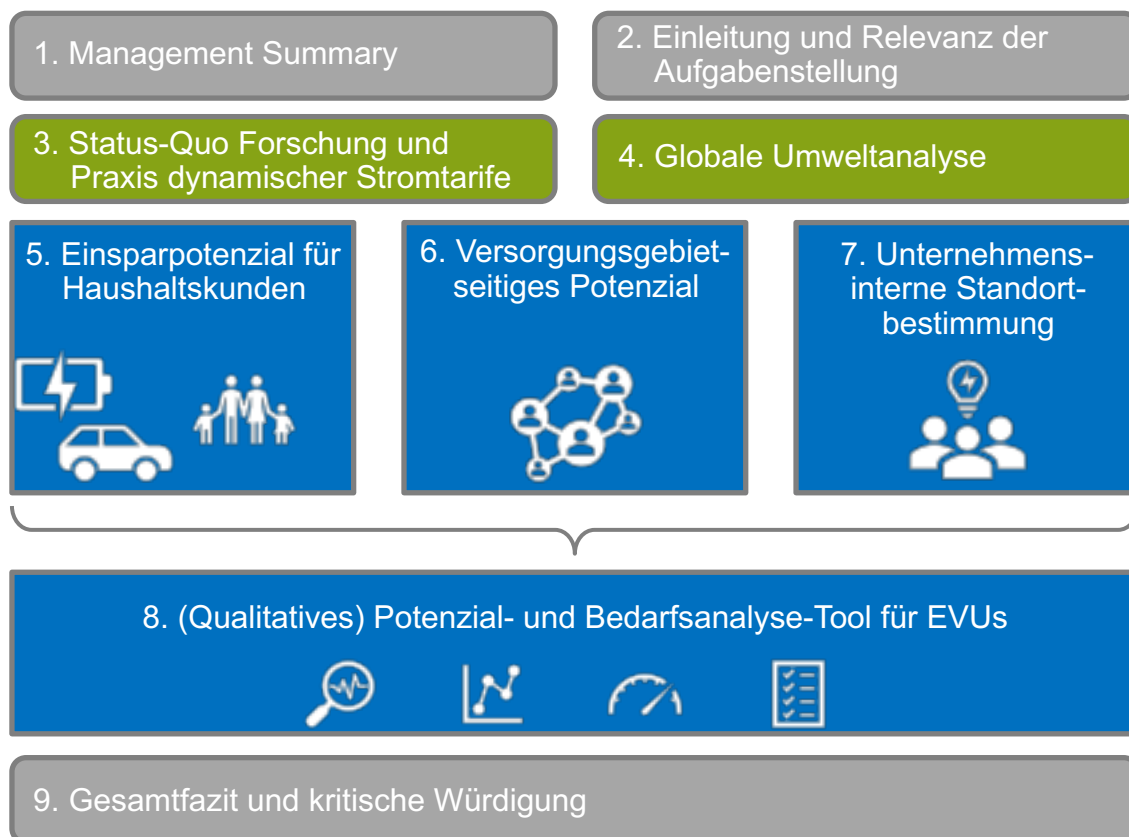 1. Management Summary
2. Einleitung und Relevanz der
Aufgabenstellung
3. Status-Quo Forschung und
Praxis dynamischer Stromtarife
4. Globale Umweltanalyse
5. Einsparpotenzial für
Haushaltskunden
6. Versorgungsgebiet-
seitiges Potenzial
7. Unternehmens-
interne Standort-
bestimmung
8. (Qualitatives) Potenzial- und Bedarfsanalyse-Tool für EVUs
9. Gesamtfazit und kritische Würdigung